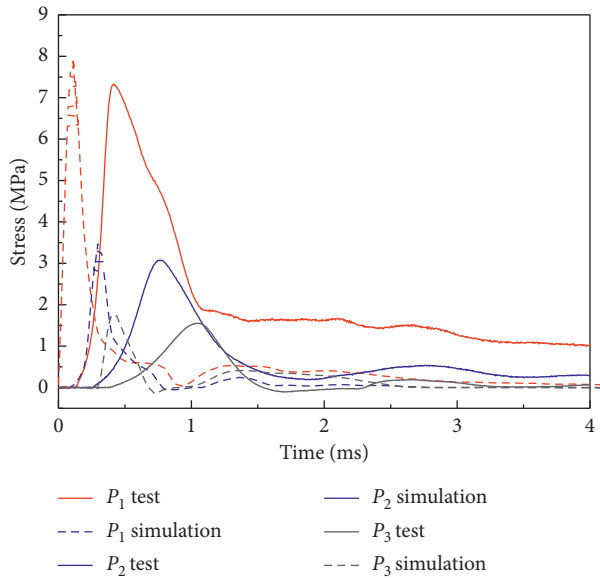 9
8
7
6
5
4
3
2
1
0
Stress (MPa)
0 1 2 3 4
Time (ms)
P₁ test
P₁ simulation
P₂ test
P₂ simulation
P₃ test
P₃ simulation